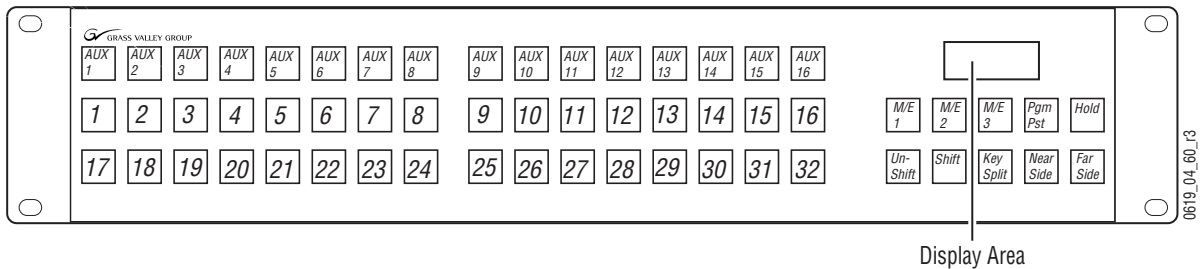 GV GRASS VALLEY GROUP
AUX 1 AUX 2 AUX 3 AUX 4 AUX 5 AUX 6 AUX 7 AUX 8 AUX 9 AUX 10 AUX 11 AUX 12 AUX 13 AUX 14 AUX 15 AUX 16
1 2 3 4 5 6 7 8 9 10 11 12 13 14 15 16
M/E 1 M/E 2 M/E 3 Pgm Pst Hold
17 18 19 20 21 22 23 24 25 26 27 28 29 30 31 32
Un-Shift Shift Key Split Near Side Far Side
Display Area
0619_04_60_r3